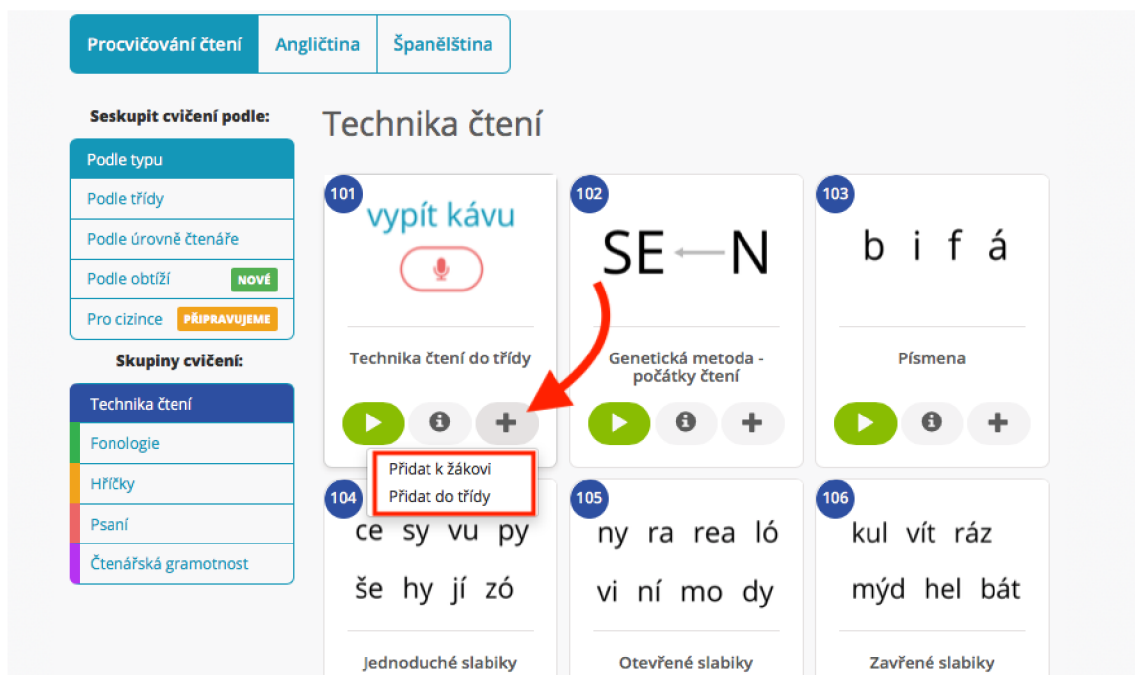 Procvičování čtení
Angličtina
Španělština
Seskupit cvičení podle:
Podle typu
Podle třídy
Podle úrovně čtenáře
Podle obtíží NOVÉ
Pro cizince PŘIPRAVUJEME
Skupiny cvičení:
Technika čtení
Fonologie
Hříčky
Psaní
Čtenářská gramotnost
Technika čtení
101
vypít kávu
Technika čtení do třídy
Přidat k žákovi
Přidat do třídy
102
SE N
Genetická metoda -
počátky čtení
103
b i f á
Písmena
104
ce sy vu py
še hy jí zó
Jednoduché slabiky
105
ny ra rea ló
vi ní mo dy
Otevřené slabiky
106
kul vít ráz
mýd hel bát
Zavřené slabiky